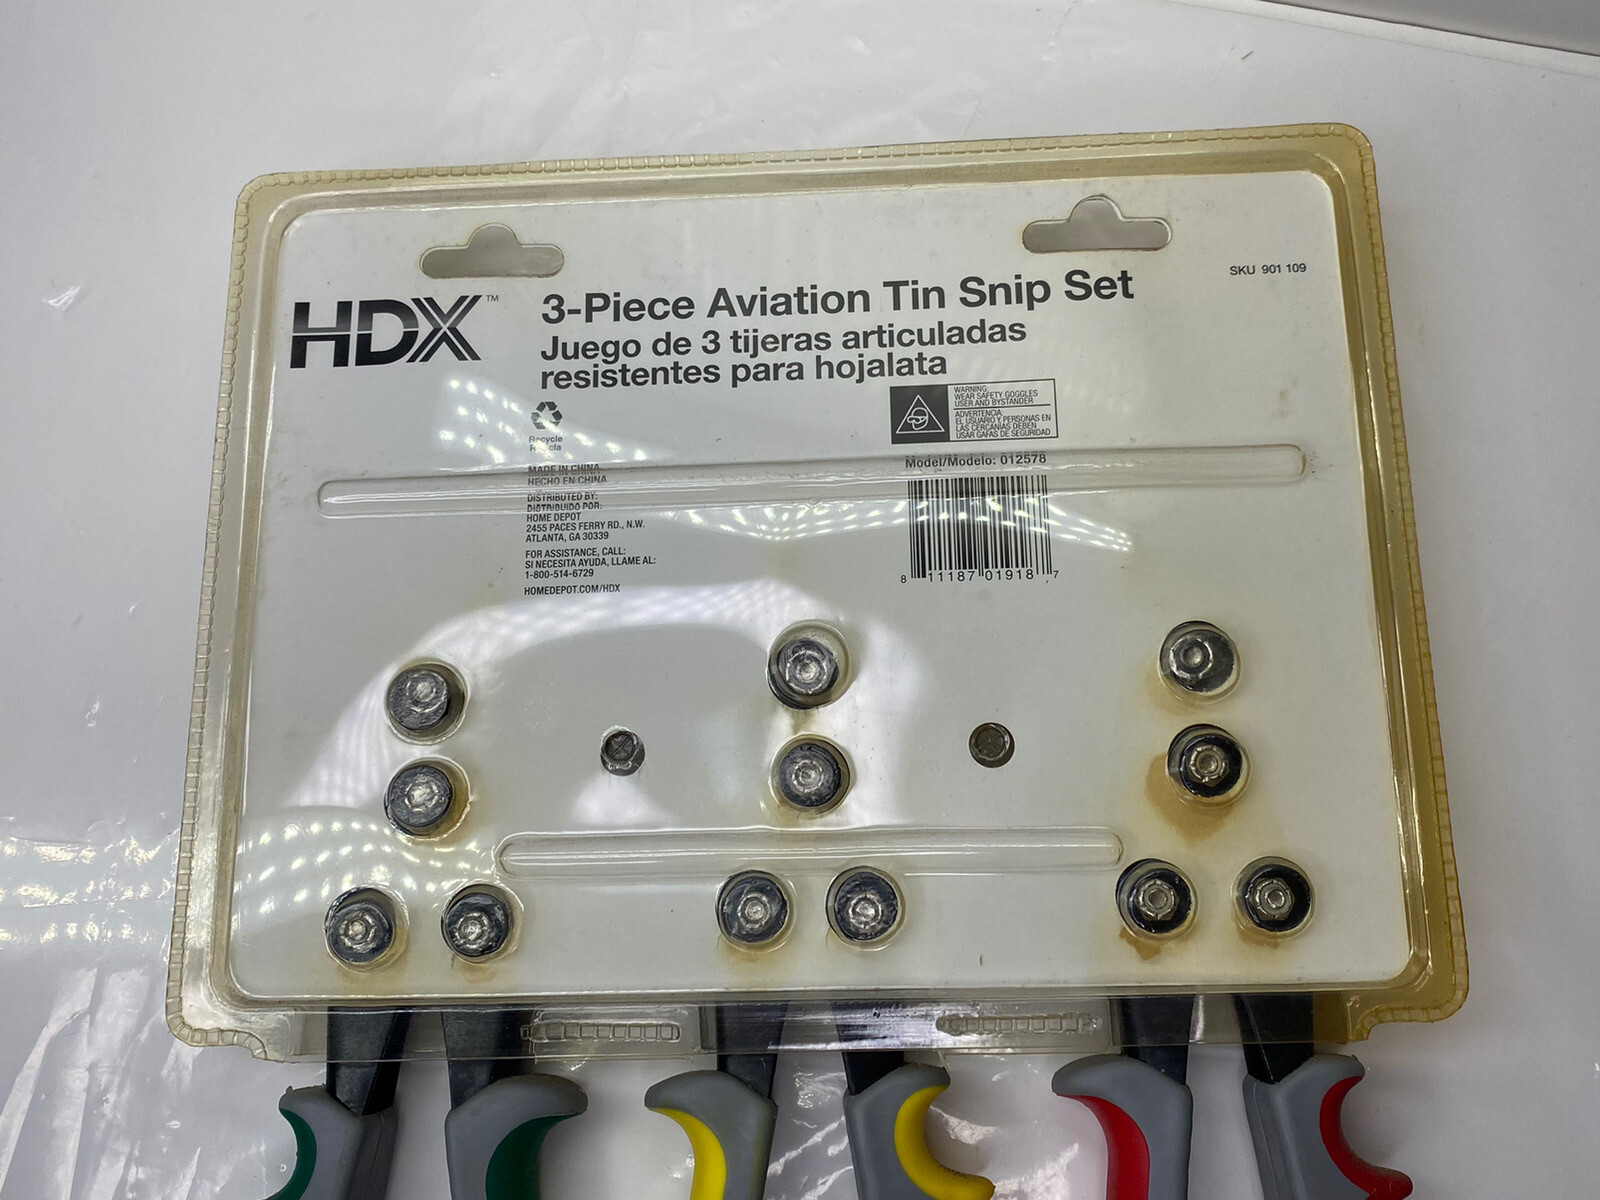 HDX™
3-Piece Aviation Tin Snip Set
Juego de 3 tijeras articuladas
resistentes para hojalata
SKU 901 109
WARNING:
WEAR SAFETY GOGGLES
USER AND BYSTANDER
ADVERTENCIA:
EL USUARIO Y PERSONAS EN
LAS CERCANÍAS DEBEN
USAR GAFAS DE SEGURIDAD
Recycle
Recicla
MADE IN CHINA
HECHO EN CHINA
DISTRIBUTED BY:
DISTRIBUIDO POR:
HOME DEPOT
2455 PACES FERRY RD., N.W.
ATLANTA, GA 30339
FOR ASSISTANCE, CALL:
SI NECESITA AYUDA, LLAME AL:
1-800-514-6729
HOMEDEPOT.COM/HDX
Model/Modelo: 012578
8 11187 01918 7